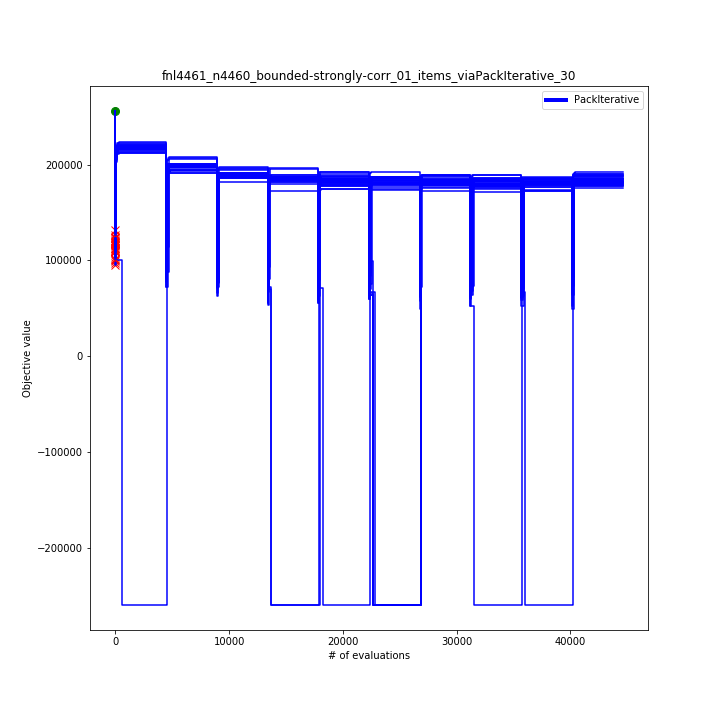 fnl4461_n4460_bounded-strongly-corr_01_items_viaPackIterative_30
PackIterative
200000
100000
0
−100000
−200000
Objective value
0 10000 20000 30000 40000
# of evaluations